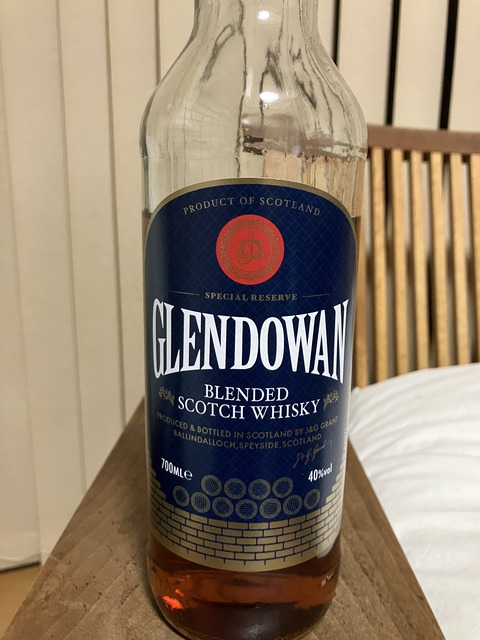 PRODUCT OF SCOTLAND
SPECIAL RESERVE
GLENDOWAN
BLENDED
SCOTCH WHISKY
PRODUCED & BOTTLED IN SCOTLAND BY J&G GRANT
BALLINDALLOCH, SPEYSIDE, SCOTLAND
700ML℮
40%vol